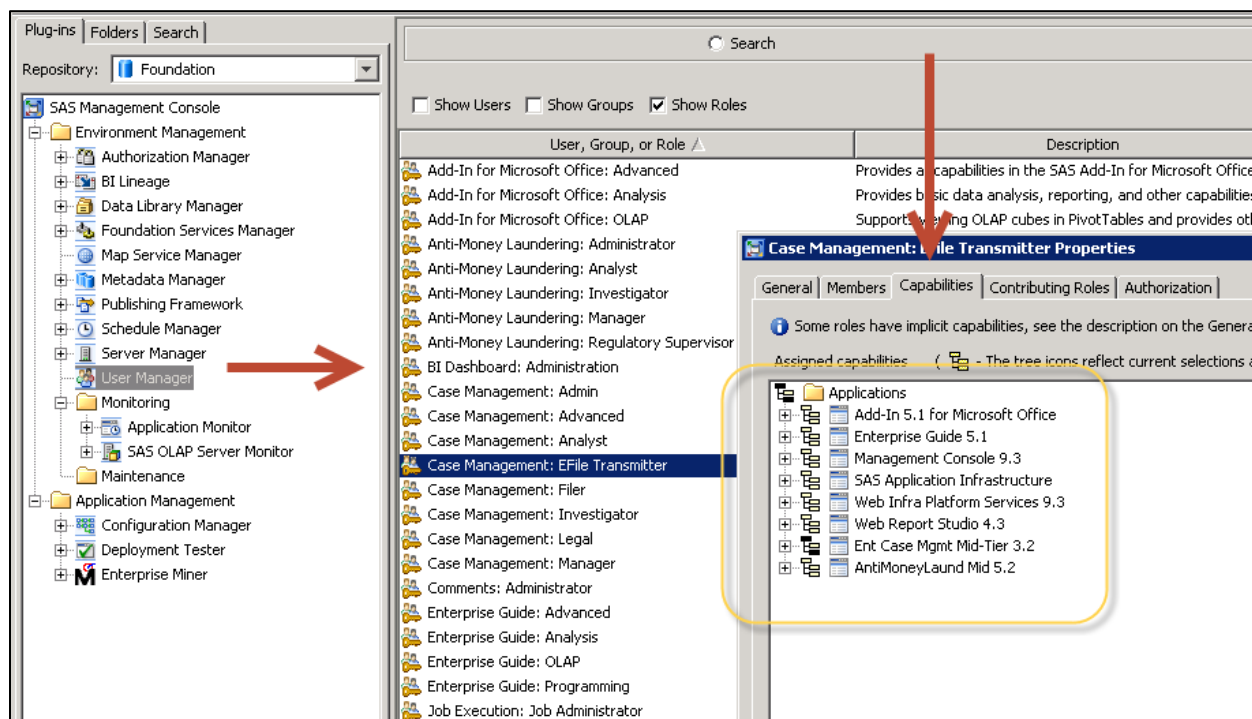 Plug-ins Folders Search
Repository: Foundation
SAS Management Console
Environment Management
Authorization Manager
BI Lineage
Data Library Manager
Foundation Services Manager
Map Service Manager
Metadata Manager
Publishing Framework
Schedule Manager
Server Manager
User Manager
Monitoring
Application Monitor
SAS OLAP Server Monitor
Maintenance
Application Management
Configuration Manager
Deployment Tester
Enterprise Miner
Search
Show Users Show Groups Show Roles
User, Group, or Role Description
Add-In for Microsoft Office: Advanced Provides capabilities in the SAS Add-In for Microsoft Office
Add-In for Microsoft Office: Analysis Provides basic data analysis, reporting, and other capabilities
Add-In for Microsoft Office: OLAP OLAP cubes in PivotTables and provides
Anti-Money Laundering: Administrator
Anti-Money Laundering: Analyst
Anti-Money Laundering: Investigator
Anti-Money Laundering: Manager
Anti-Money Laundering: Regulatory Supervisor
BI Dashboard: Administration
Case Management: Admin
Case Management: Advanced
Case Management: Analyst
Case Management: EFile Transmitter
Case Management: Filer
Case Management: Investigator
Case Management: Legal
Case Management: Manager
Comments: Administrator
Enterprise Guide: Advanced
Enterprise Guide: Analysis
Enterprise Guide: OLAP
Enterprise Guide: Programming
Job Execution: Job Administrator
Case Management: EFile Transmitter Properties
General Members Capabilities Contributing Roles Authorization
Some roles have implicit capabilities, see the description on the Genera
Assigned capabilities ( - The tree icons reflect current selections a
Applications
Add-In 5.1 for Microsoft Office
Enterprise Guide 5.1
Management Console 9.3
SAS Application Infrastructure
Web Infra Platform Services 9.3
Web Report Studio 4.3
Ent Case Mgmt Mid-Tier 3.2
AntiMoneyLaund Mid 5.2